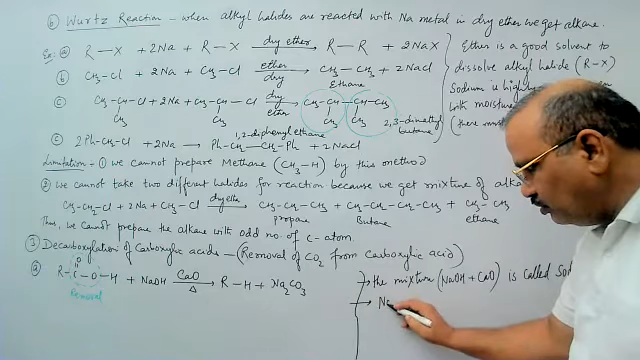 ⑥ Wurtz Reaction - when alkyl halides are reacted with Na metal in dry ether we get alkane.
Ex: ⓐ R—X + 2Na + R—X dry ether → R—R + 2NaX
ⓑ CH3-Cl + 2Na + CH3-Cl ether dry → CH3—CH3 + 2NaCl
Ethane
ⓒ CH3-CH-Cl + 2Na + CH3-CH-Cl dry ether → CH3-CH—CH-CH3
CH3 CH3 CH3 CH3 2,3-dimethyl butane
ⓒ 2Ph-CH2-Cl + 2Na → Ph-CH2—CH2-Ph + 2NaCl
1,2-diphenylethane
Ether is a good solvent to
dissolve alkyl halide (R-X)
Sodium is highly
with moisture
(there
Limitation - ① we cannot prepare Methane (CH3-H) by this method
② we cannot take two different halides for reaction because we get mixture of
CH3-CH2-Cl + 2Na + CH3-Cl dry ether → CH3-CH2-CH3 + CH3-CH2-CH2-CH3 + CH3-CH3
propane Butane ethane
Thus, we cannot prepare the alkane with odd no. of C-atom.
③ Decarboxylation of Carboxylic acids - (Removal of CO2 from Carboxylic acid)
ⓐ R-C-O-H + NaOH CaO Δ → R-H + Na2CO3
O
Removal
→ the mixture (NaOH + CaO) is called
→ Na